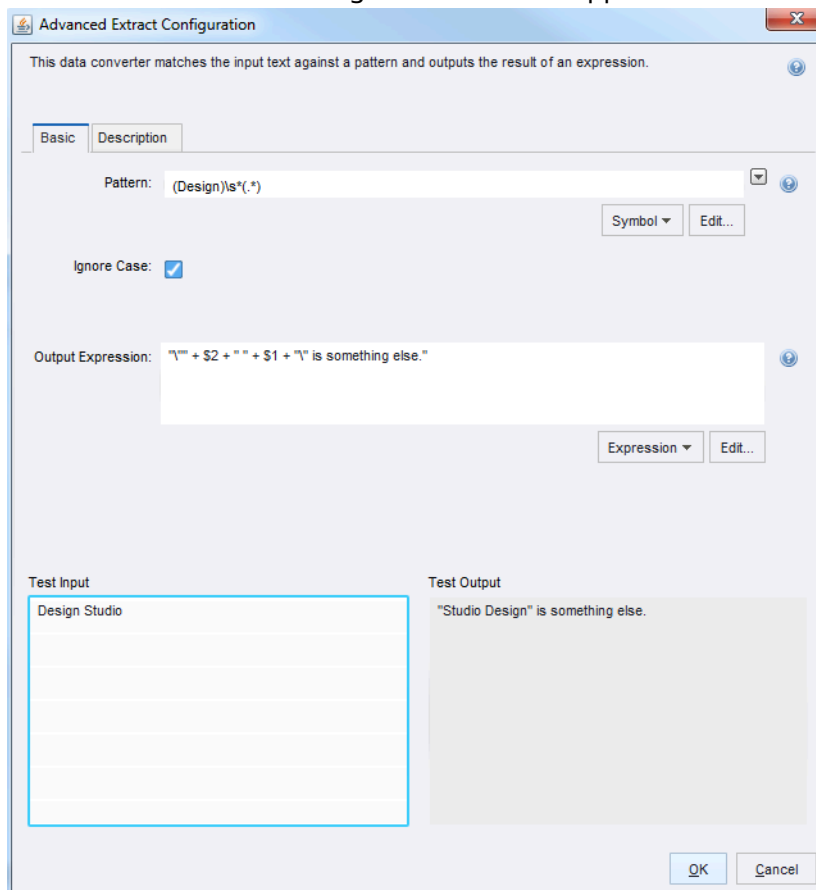 Advanced Extract Configuration
This data converter matches the input text against a pattern and outputs the result of an expression.
Basic Description
Pattern: (Design)\s*(.*)
Symbol Edit...
Ignore Case:
Output Expression: "\"" + $2 + " " + $1 + "\" is something else."
Expression Edit...
Test Input Test Output
Design Studio "Studio Design" is something else.
OK Cancel